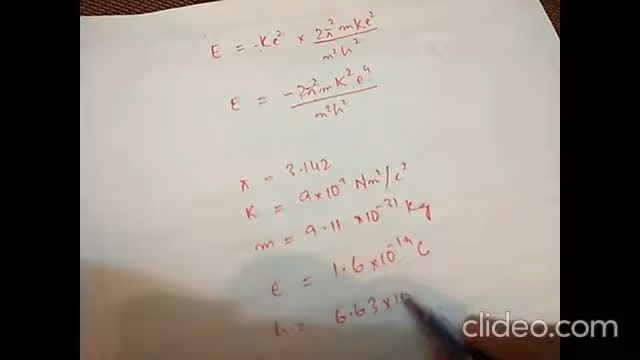 E = -Ke² × 2π²mKe² / n²h²
E = -2π²mK²e⁴ / n²h²
π = 3.142
K = 9×10⁹ Nm²/c²
m = 9.11 ×10⁻³¹ Kg
e = 1.6×10⁻¹⁹ C
h = 6.63×10
clideo.com